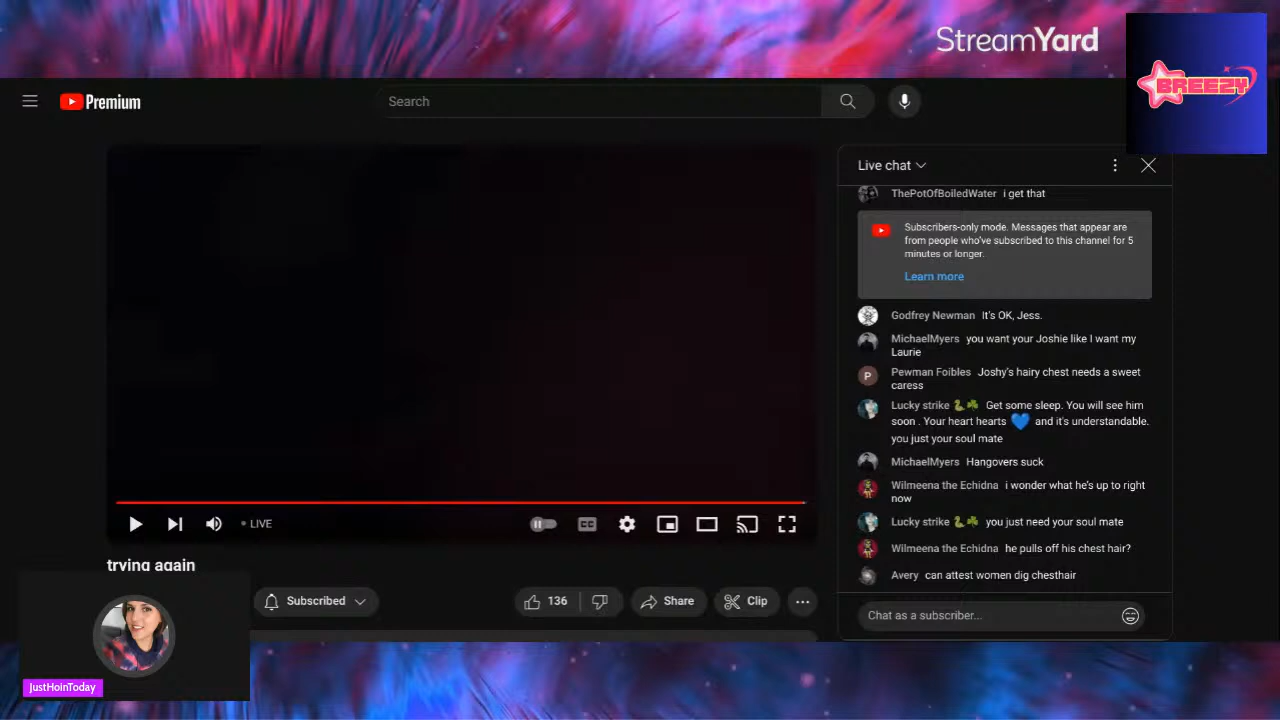 StreamYard
BREEZY
Premium
Search
Live chat
ThePotOfBoiledWater i get that
Subscribers-only mode. Messages that appear are
from people who've subscribed to this channel for 5
minutes or longer.
Learn more
Godfrey Newman It's OK, Jess.
MichaelMyers you want your Joshie like I want my
Laurie
P Pewman Foibles Joshy's hairy chest needs a sweet
caress
Lucky strike 🐍☘️ Get some sleep. You will see him
soon . Your heart hearts 💙 and it's understandable.
you just your soul mate
MichaelMyers Hangovers suck
Wilmeena the Echidna i wonder what he's up to right
now
Lucky strike 🐍☘️ you just need your soul mate
Wilmeena the Echidna he pulls off his chest hair?
Avery can attest women dig chesthair
Chat as a subscriber...
LIVE
CC
trying again
Subscribed
136
Share
Clip
JustHoinToday